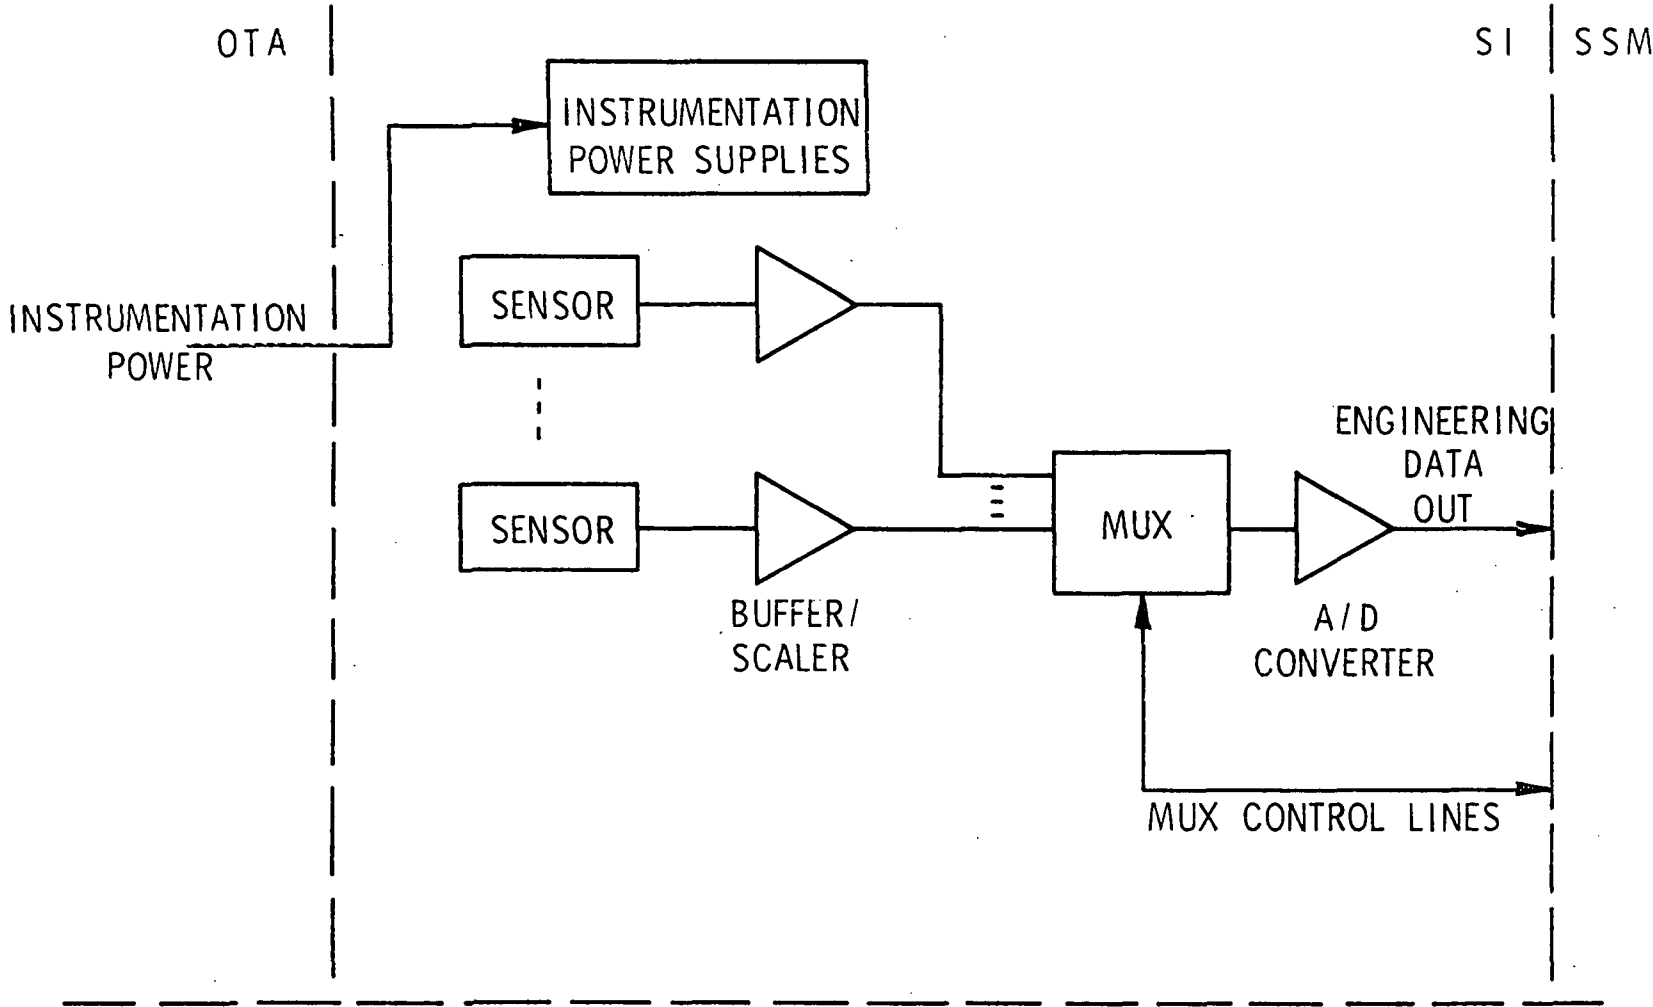 OTA
SI
SSM
INSTRUMENTATION
POWER SUPPLIES
SENSOR
INSTRUMENTATION
POWER
ENGINEERING
DATA
OUT
SENSOR
MUX
BUFFER/
SCALER
A/D
CONVERTER
MUX CONTROL LINES